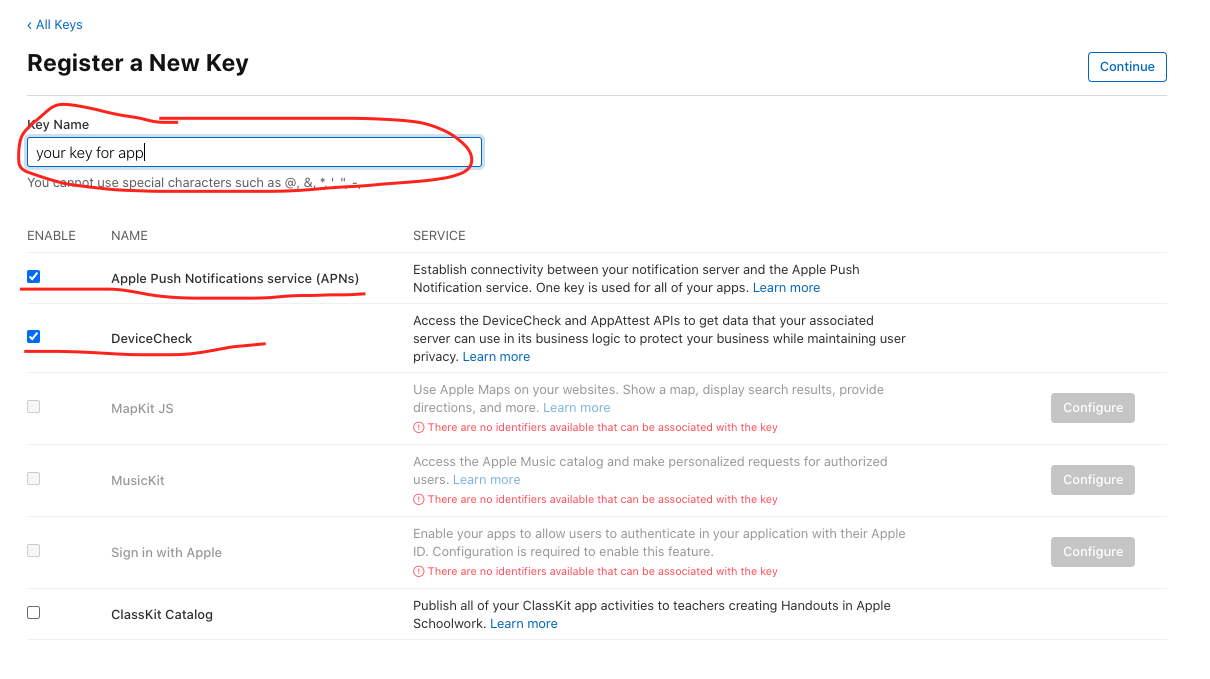 ‹ All Keys
Register a New Key
Continue
Key Name
your key for app
You cannot use special characters such as @, &, *, ', ", -,
ENABLE NAME SERVICE
Apple Push Notifications service (APNs)
Establish connectivity between your notification server and the Apple Push
Notification service. One key is used for all of your apps. Learn more
DeviceCheck
Access the DeviceCheck and AppAttest APIs to get data that your associated
server can use in its business logic to protect your business while maintaining user
privacy. Learn more
MapKit JS
Use Apple Maps on your websites. Show a map, display search results, provide
directions, and more. Learn more
There are no identifiers available that can be associated with the key
Configure
MusicKit
Access the Apple Music catalog and make personalized requests for authorized
users. Learn more
There are no identifiers available that can be associated with the key
Configure
Sign in with Apple
Enable your apps to allow users to authenticate in your application with their Apple
ID. Configuration is required to enable this feature.
There are no identifiers available that can be associated with the key
Configure
ClassKit Catalog
Publish all of your ClassKit app activities to teachers creating Handouts in Apple
Schoolwork. Learn more